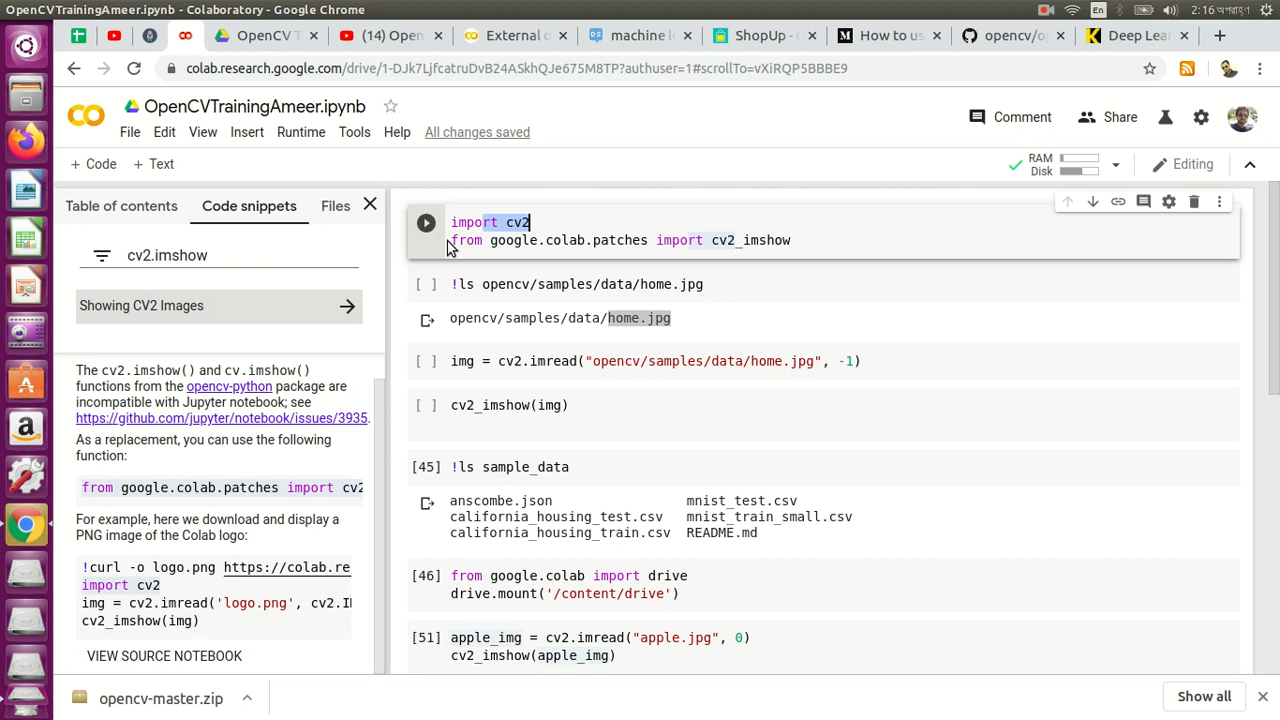 OpenCVTrainingAmeer.ipynb - Colaboratory - Google Chrome
En
2:16 অপরাহ্ণ
OpenCV T
(14) Open
External d
machine l
ShopUp - 
How to us
opencv/op
Deep Lear
colab.research.google.com/drive/1-DJk7LjfcatruDvB24ASkhQJe675M8TP?authuser=1#scrollTo=vXiRQP5BBBE9
OpenCVTrainingAmeer.ipynb
File Edit View Insert Runtime Tools Help All changes saved
Comment
Share
+ Code + Text
RAM
Disk
Editing
Table of contents Code snippets Files
cv2.imshow
Showing CV2 Images
The cv2.imshow() and cv.imshow()
functions from the opencv-python package are
incompatible with Jupyter notebook; see
https://github.com/jupyter/notebook/issues/3935.
As a replacement, you can use the following
function:
from google.colab.patches import cv2
For example, here we download and display a
PNG image of the Colab logo:
!curl -o logo.png https://colab.re
import cv2
img = cv2.imread('logo.png', cv2.I
cv2_imshow(img)
VIEW SOURCE NOTEBOOK
import cv2
from google.colab.patches import cv2_imshow
[ ] !ls opencv/samples/data/home.jpg
opencv/samples/data/home.jpg
[ ] img = cv2.imread("opencv/samples/data/home.jpg", -1)
[ ] cv2_imshow(img)
[45] !ls sample_data
anscombe.json mnist_test.csv
california_housing_test.csv mnist_train_small.csv
california_housing_train.csv README.md
[46] from google.colab import drive
drive.mount('/content/drive')
[51] apple_img = cv2.imread("apple.jpg", 0)
cv2_imshow(apple_img)
opencv-master.zip
Show all